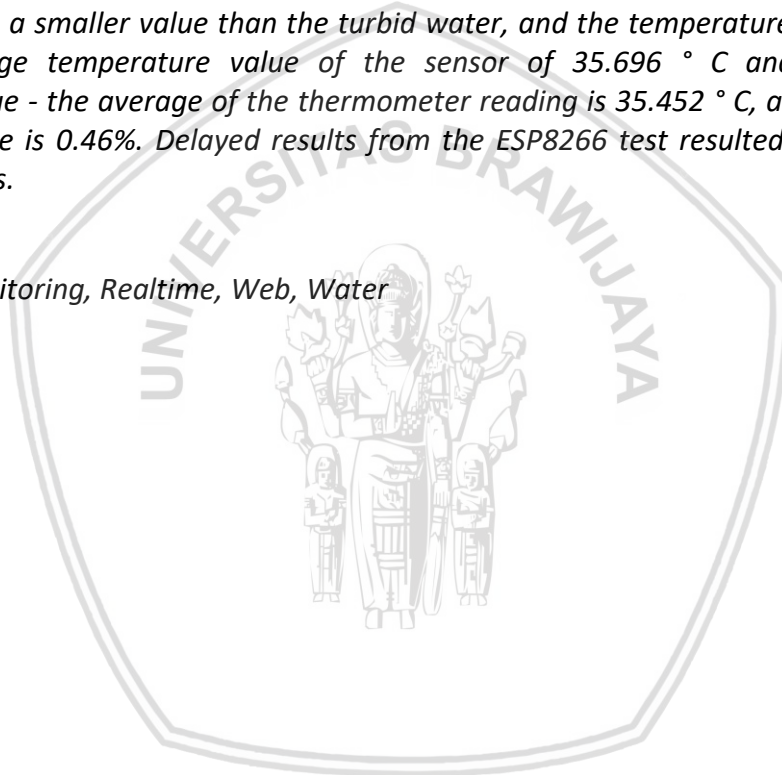 a smaller value than the turbid water, and the temperature
ge temperature value of the sensor of 35.696 ° C and
ue - the average of the thermometer reading is 35.452 ° C, a
e is 0.46%. Delayed results from the ESP8266 test resulted
s.
itoring, Realtime, Web, Water
UNIVERSITAS BRAWIJAYA